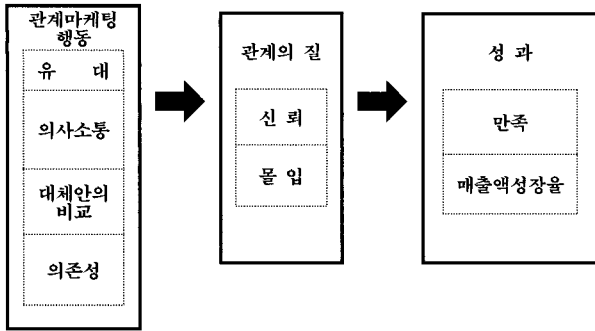 관계마케팅
행동
유 대
의사소통
대체안의
비교
의존성
관계의 질
신 뢰
몰 입
성 과
만족
매출액성장율